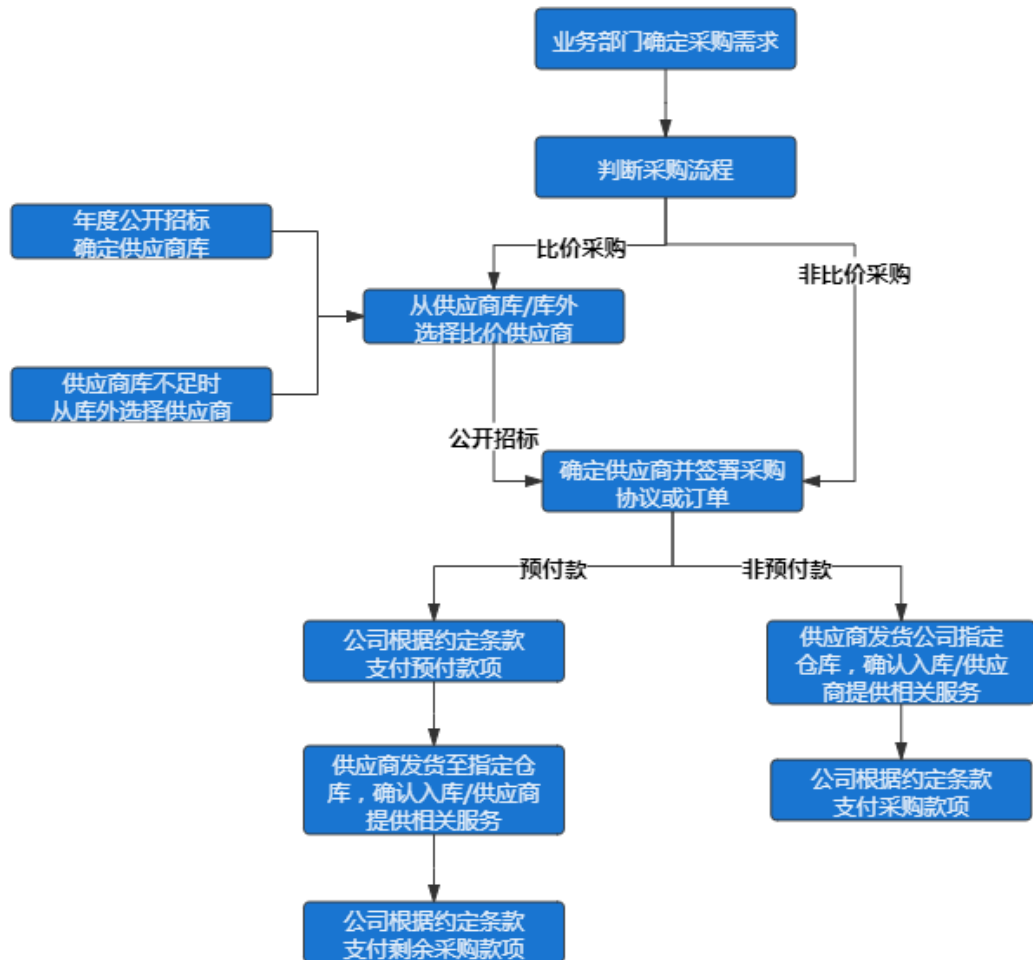 业务部门确定采购需求
判断采购流程
年度公开招标
确定供应商库
比价采购
非比价采购
从供应商库/库外
选择比价供应商
供应商库不足时
从库外选择供应商
公开招标
确定供应商并签署采购
协议或订单
预付款
非预付款
公司根据约定条款
支付预付款项
供应商发货公司指定
仓库，确认入库/供应
商提供相关服务
供应商发货至指定仓
库，确认入库/供应商
提供相关服务
公司根据约定条款
支付采购款项
公司根据约定条款
支付剩余采购款项